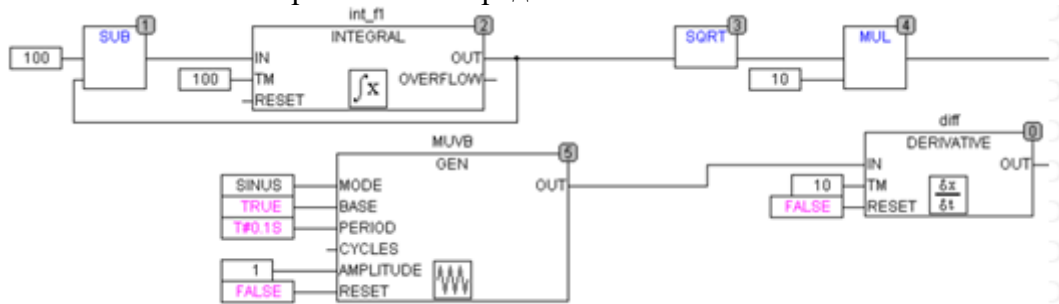 int_f1
SUB 1
INTEGRAL 2
SQRT 3
MUL 4
100
IN OUT
100 TM OVERFLOW
RESET
∫x
10
MUVB
GEN 5
diff
DERIVATIVE 0
SINUS MODE OUT
TRUE BASE
T#0.1S PERIOD
CYCLES
1 AMPLITUDE
FALSE RESET
IN OUT
10 TM
FALSE RESET
δx
δt